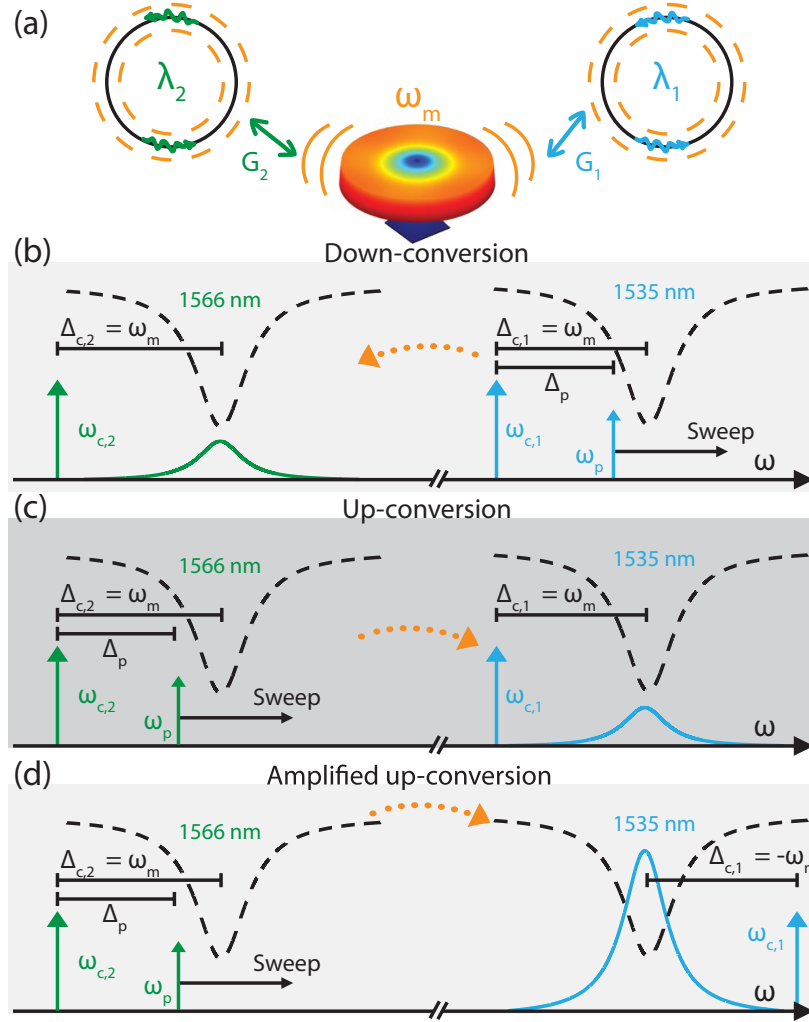 (a)
λ2
ωm
λ1
G2
G1
(b)
Down-conversion
1566 nm
1535 nm
Δc,2 = ωm
Δc,1 = ωm
Δp
ωc,2
ωc,1
ωp
Sweep
ω
(c)
Up-conversion
1566 nm
1535 nm
Δc,2 = ωm
Δc,1 = ωm
Δp
ωc,2
ωp
Sweep
ωc,1
ω
(d)
Amplified up-conversion
1566 nm
1535 nm
Δc,2 = ωm
Δc,1 = -ωm
Δp
ωc,2
ωp
Sweep
ωc,1
ω